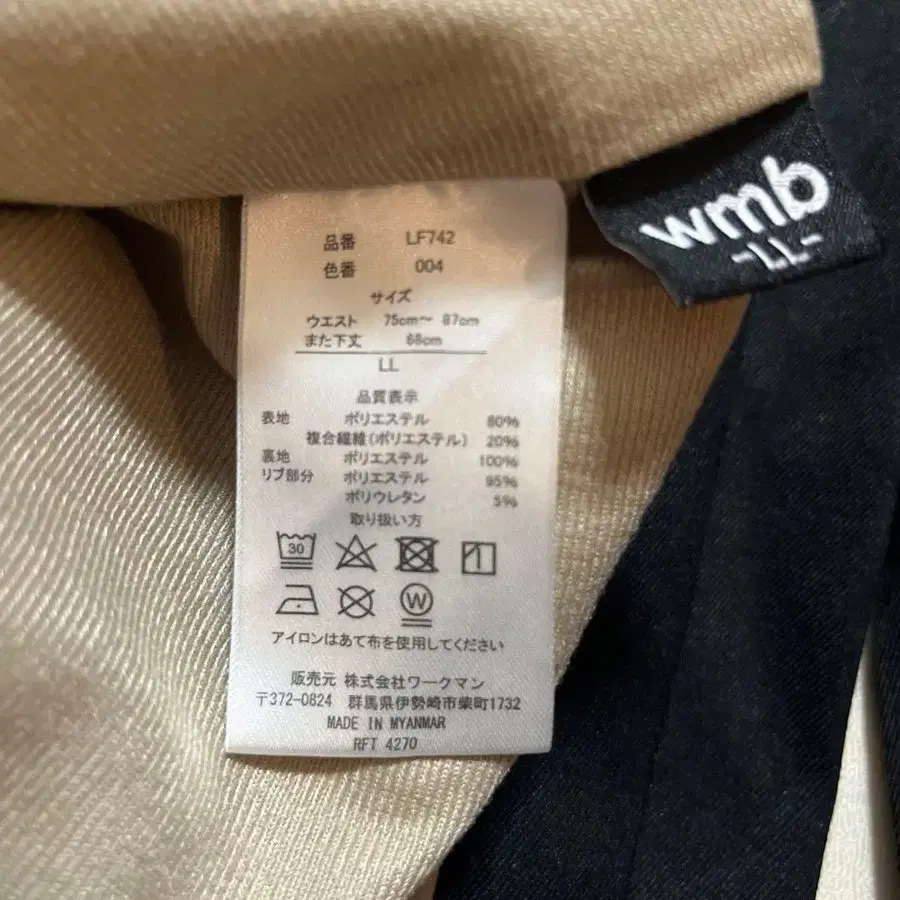 wmb
-LL-
品番 LF742
色番 004
サイズ
ウエスト 75cm〜 87cm
また下丈 68cm
LL
品質表示
表地 ポリエステル 80%
複合繊維(ポリエステル) 20%
裏地 ポリエステル 100%
リブ部分 ポリエステル 95%
ポリウレタン 5%
取り扱い方
30
W
アイロンはあて布を使用してください
販売元 株式会社ワークマン
〒372-0824 群馬県伊勢崎市柴町1732
MADE IN MYANMAR
RFT 4270